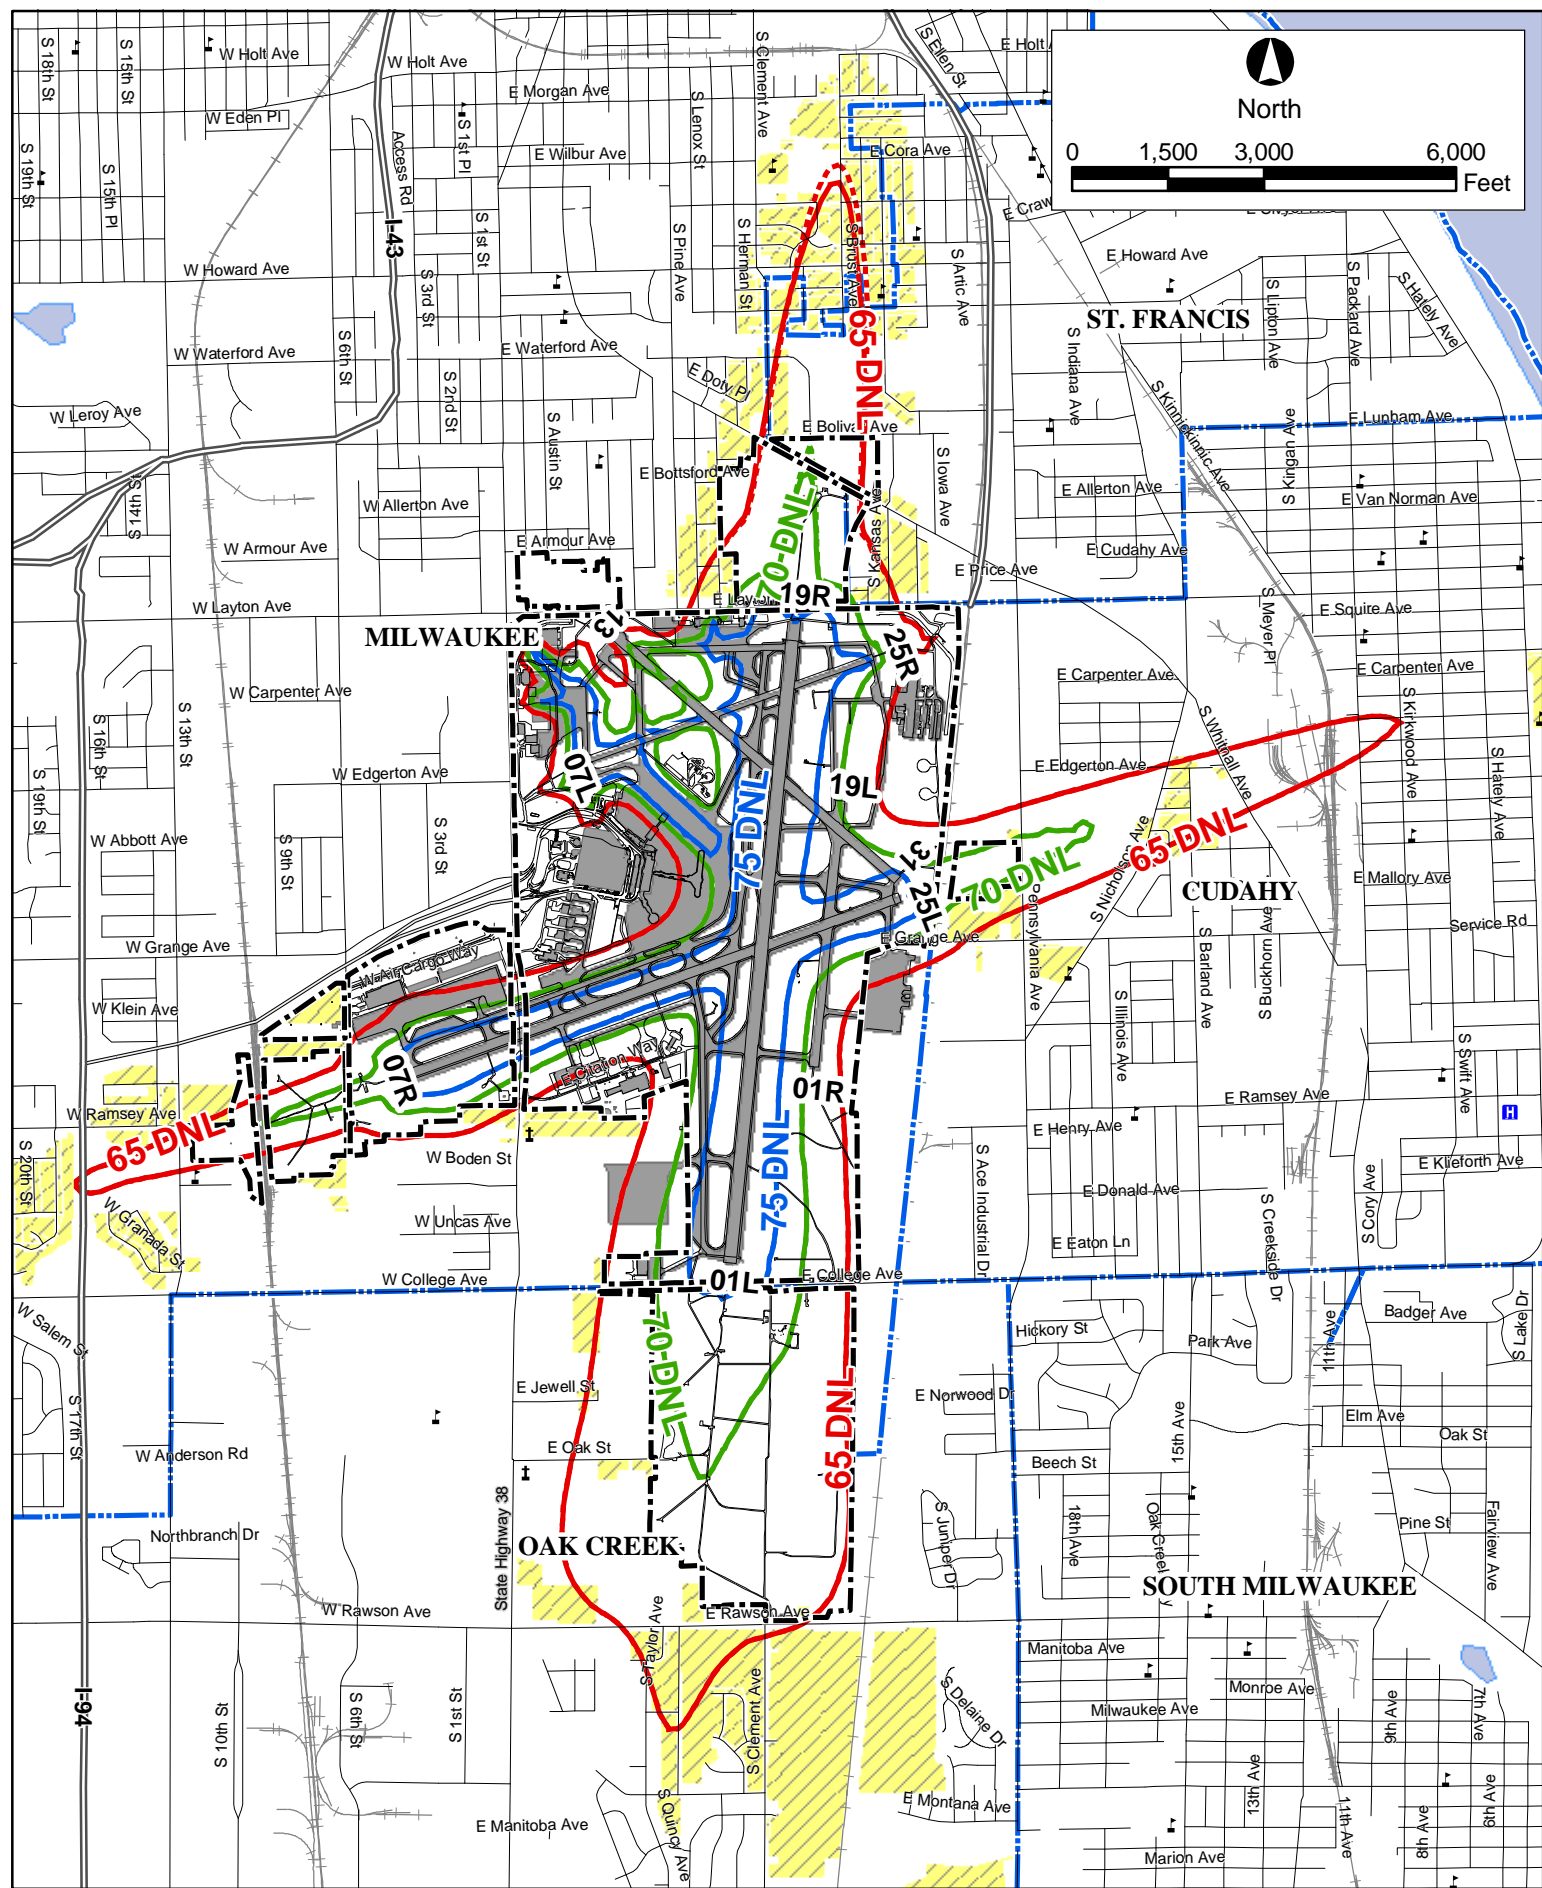 North
0 1,500 3,000 6,000
Feet
S 18th St
S 15th St
W Holt Ave
W Holt Ave
S Clement Ave
S Ellen St
E Holt A
E Morgan Ave
W Eden Pl
S 1st Pl
S Lenox St
Access Rd
E Wilbur Ave
E Cora Ave
S 19th St
S 15th Pl
E Craw
I-43
S 1st St
S Pine Ave
S Herman St
S Brust Ave
S Artic Ave
E Howard Ave
W Howard Ave
S 3rd St
S Lipton Ave
S Packard Ave
S Hately Ave
ST. FRANCIS
65-DNL
S 6th St
W Waterford Ave
E Waterford Ave
S Indiana Ave
E Doty Pl
S 2nd St
S Kinnickinnic Ave
W Leroy Ave
S Austin St
E Bolivar Ave
E Lunham Ave
S Kingan Ave
E Bottsford Ave
S Iowa Ave
E Allerton Ave
E Van Norman Ave
S 14th St
W Allerton Ave
70-DNL
S Kansas Ave
W Armour Ave
E Armour Ave
E Cudahy Ave
E Price Ave
W Layton Ave
E Lay
19R
S Meyer Pl
E Squire Ave
MILWAUKEE
13
25R
E Carpenter Ave
E Carpenter Ave
W Carpenter Ave
S 13th St
S 16th St
S Whitnall Ave
S Kirkwood Ave
W Edgerton Ave
07L
E Edgerton Ave
S Hately Ave
S 19th St
75 DNL
19L
S 3rd St
S 9th St
W Abbott Ave
65-DNL
31
S Nicholson Ave
70-DNL
25L
CUDAHY
E Mallory Ave
Pennsylvania Ave
E Grange Ave
Service Rd
W Grange Ave
W Air Cargo Way
S Barland Ave
S Buckhorn Ave
W Klein Ave
S Illinois Ave
S Swift Ave
E Citation Way
07R
01R
E Ramsey Ave
W Ramsey Ave
65-DNL
H
E Henry Ave
S 20th St
W Boden St
75-DNL
S Ace Industrial Dr
E Klieforth Ave
E Donald Ave
S Creekside Dr
S Cory Ave
W Granada St
W Uncas Ave
E Eaton Ln
W College Ave
01L
E College Ave
W Salem St
Hickory St
Park Ave
11th Ave
Badger Ave
S Lake Dr
70-DNL
E Jewell St
65-DNL
E Norwood Dr
S 17th St
15th Ave
Elm Ave
Oak St
W Anderson Rd
E Oak St
Beech St
State Highway 38
S Juniper Dr
18th Ave
Oak Creek
y
Pine St
Fairview Ave
Northbranch Dr
OAK CREEK
SOUTH MILWAUKEE
W Rawson Ave
E Rawson Ave
S Taylor Ave
Manitoba Ave
I-94
S 10th St
S 6th St
S 1st St
S Clement Ave
S Delaine Dr
Monroe Ave
Milwaukee Ave
9th Ave
7th Ave
13th Ave
S Quincy Ave
E Montana Ave
E Manitoba Ave
11th Ave
8th Ave
6th Ave
Marion Ave